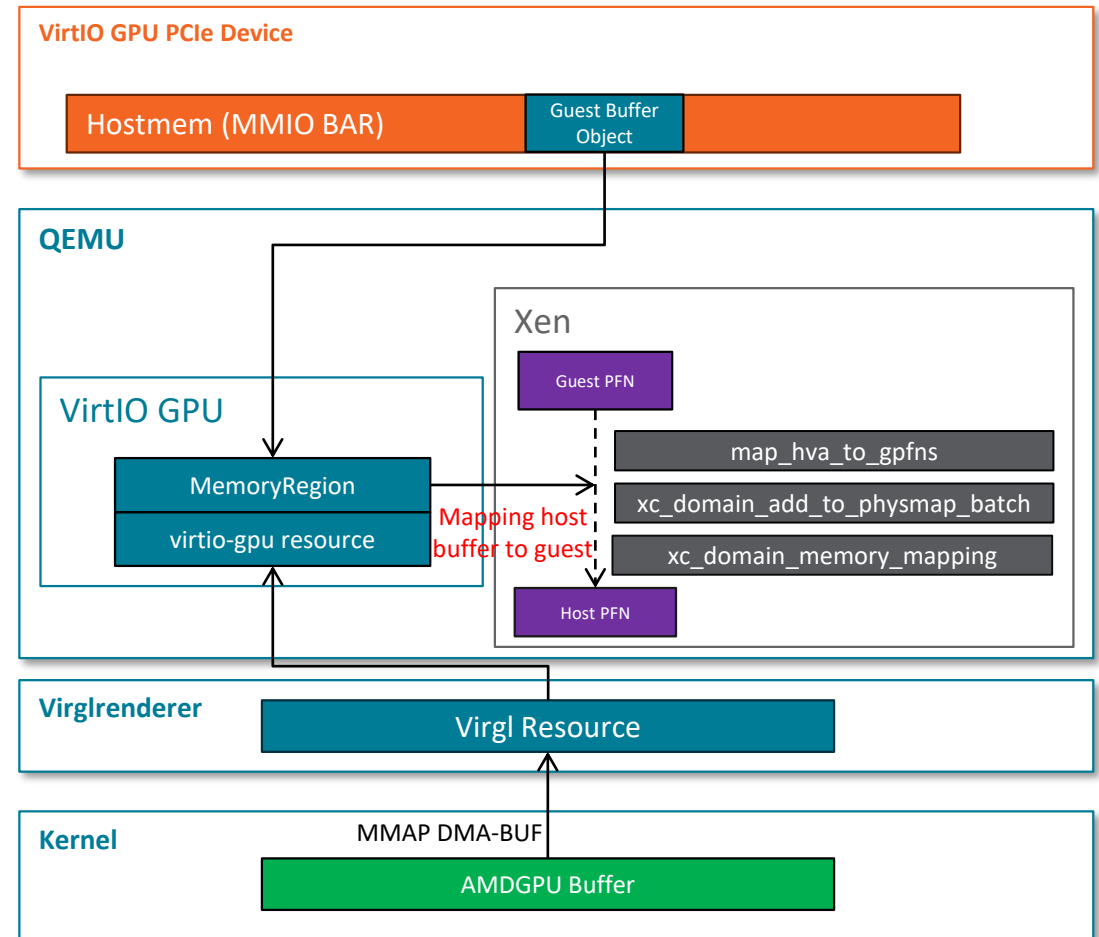 VirtIO GPU PCIe Device
Hostmem (MMIO BAR)
Guest Buffer
Object
QEMU
Xen
Guest PFN
VirtIO GPU
map_hva_to_gpfns
MemoryRegion
xc_domain_add_to_physmap_batch
Mapping host
buffer to guest
virtio-gpu resource
xc_domain_memory_mapping
Host PFN
Virglrenderer
Virgl Resource
Kernel
MMAP DMA-BUF
AMDGPU Buffer